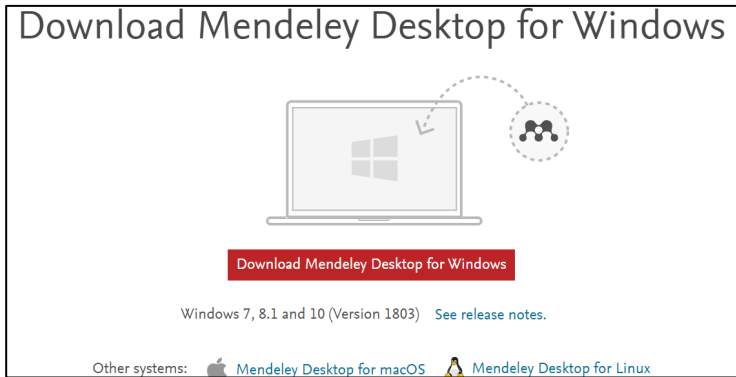 Download Mendeley Desktop for Windows
Download Mendeley Desktop for Windows
Windows 7, 8.1 and 10 (Version 1803) See release notes.
Other systems: Mendeley Desktop for macOS Mendeley Desktop for Linux